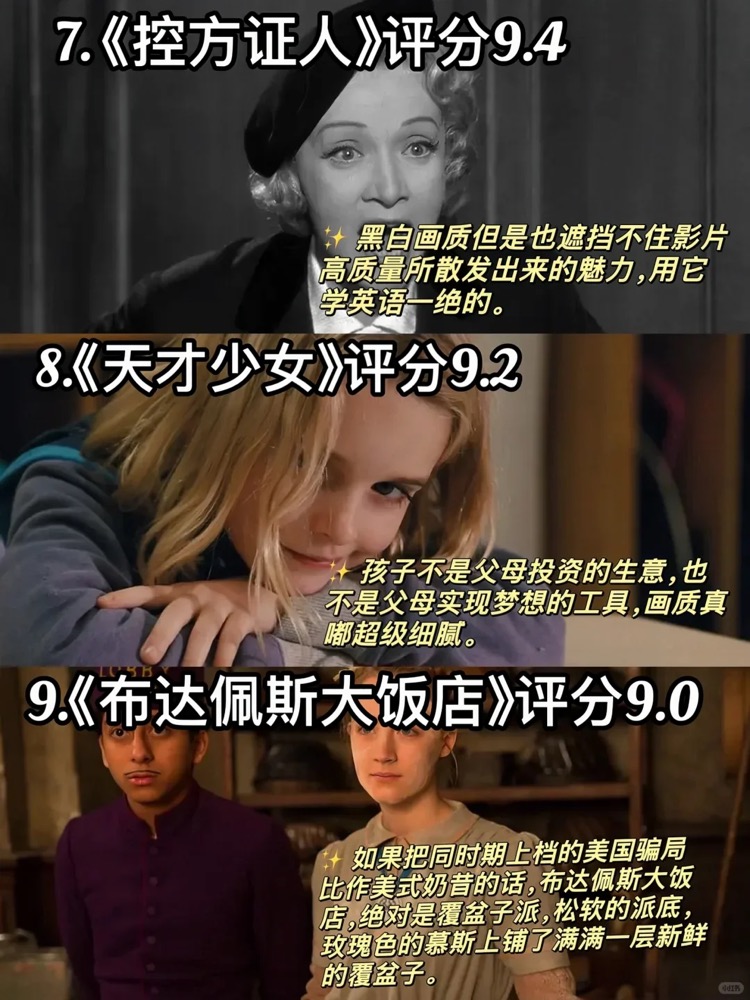 7.《控方证人》评分9.4
✨ 黑白画质但是也遮挡不住影片
高质量所散发出来的魅力,用它
学英语一绝的。
8.《天才少女》评分9.2
✨ 孩子不是父母投资的生意,也
不是父母实现梦想的工具,画质真
嘟超级细腻。
LOBBY
9.《布达佩斯大饭店》评分9.0
✨ 如果把同时期上档的美国骗局
比作美式奶昔的话,布达佩斯大饭
店,绝对是覆盆子派,松软的派底,
玫瑰色的慕斯上铺了满满一层新鲜
的覆盆子。
小红书